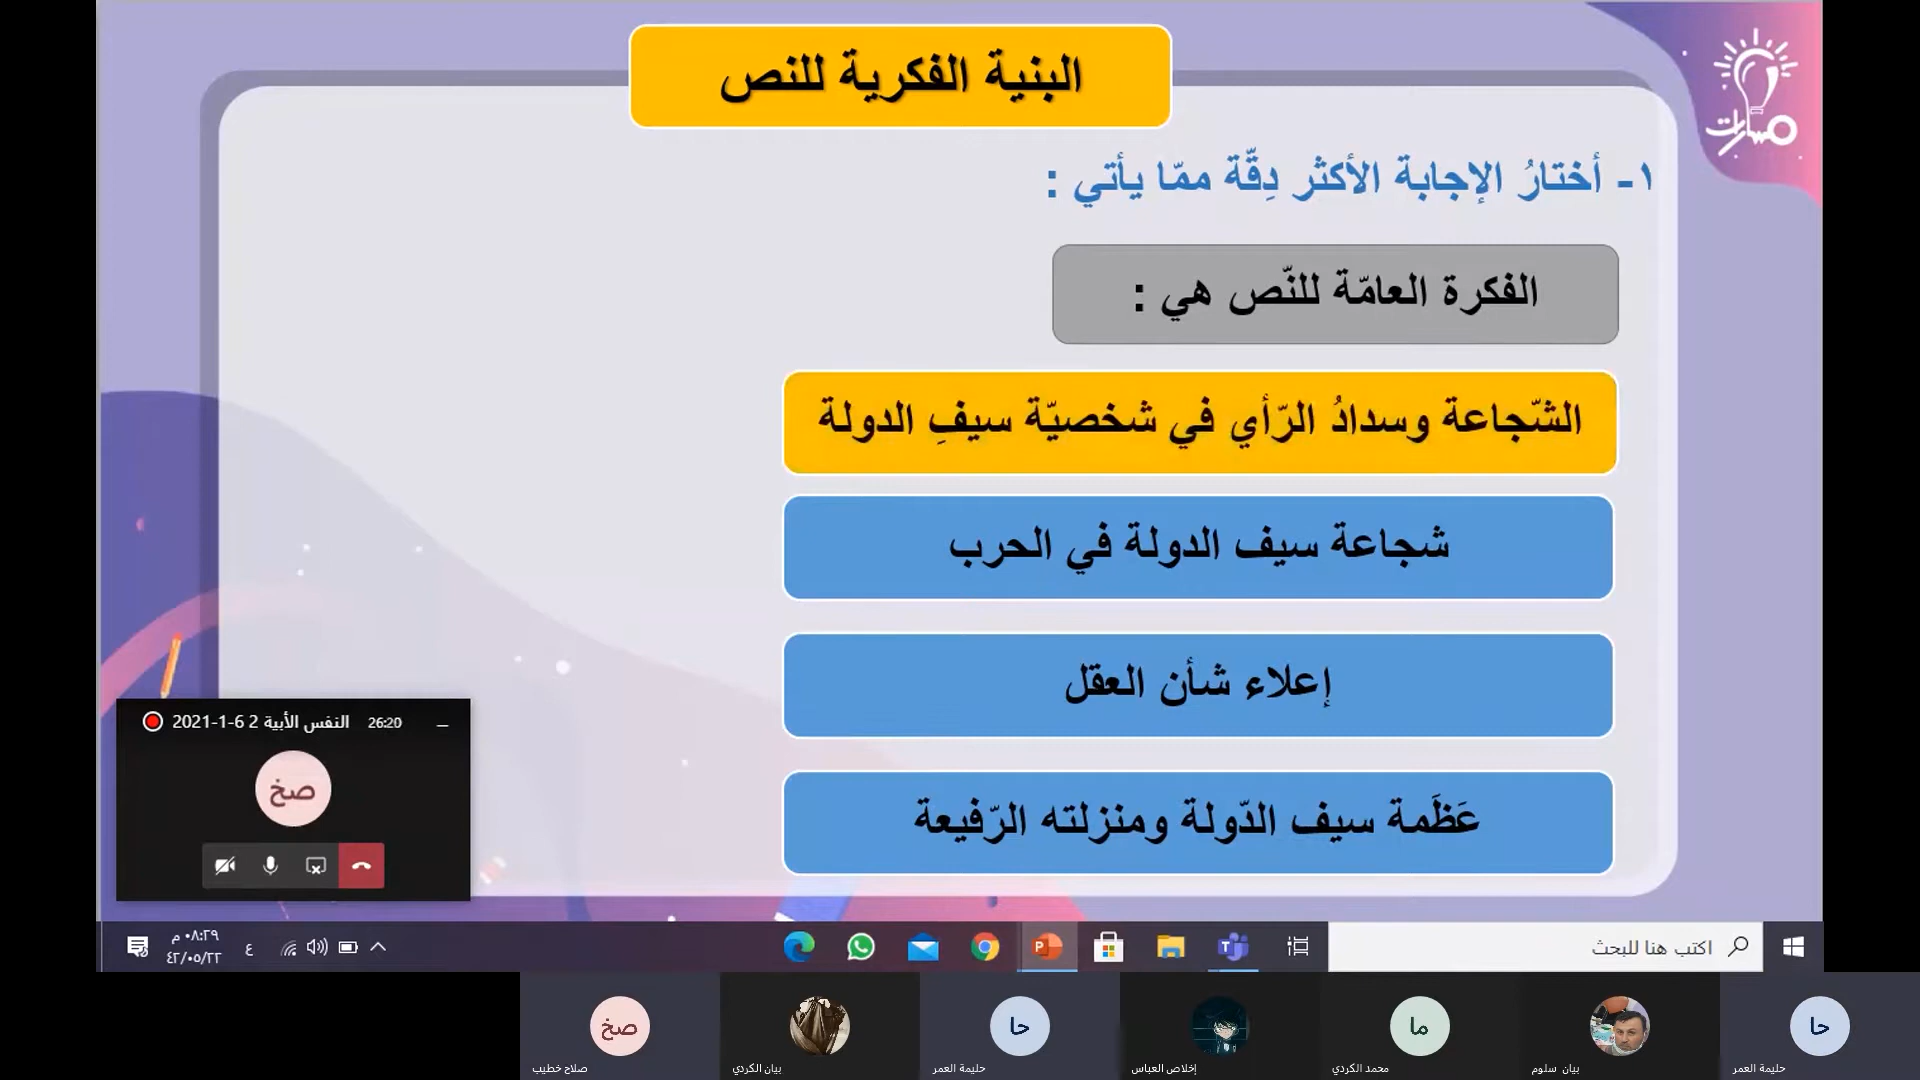 البنية الفكرية للنص
مسارات
١- أختارُ الإجابة الأكثر دِقّة ممّا يأتي :
الفكرة العامّة للنّص هي :
الشّجاعة وسدادُ الرّأي في شخصيّة سيفِ الدولة
شجاعة سيف الدولة في الحرب
إعلاء شأن العقل
عَظَمة سيف الدّولة ومنزلته الرّفيعة
النفس الأبية 2 6-1-2021
26:20
صخ
اكتب هنا للبحث
ع
٠٨:٢٩ م
٤٢/٠٥/٢٢
صخ
حا
ما
حا
صلاح خطيب
بيان الكردي
حليمة العمر
إخلاص العباس
محمد الكردي
بيان سلوم
حليمة العمر